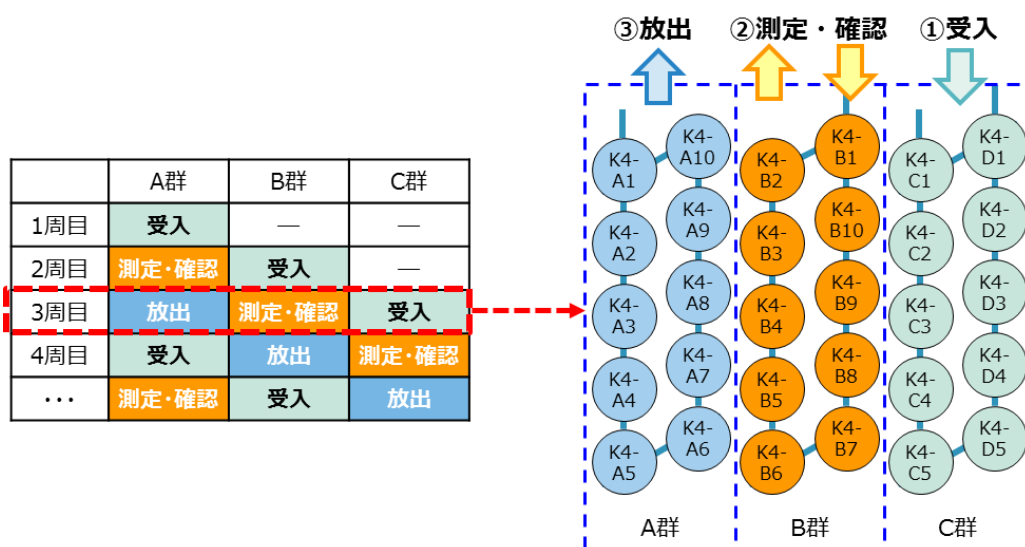 ③放出 ②測定・確認 ①受入
A群 B群 C群
1周目 受入 — —
2周目 測定・確認 受入 —
3周目 放出 測定・確認 受入
4周目 受入 放出 測定・確認
・・・ 測定・確認 受入 放出
K4-A1
K4-A2
K4-A3
K4-A4
K4-A5
K4-A10
K4-A9
K4-A8
K4-A7
K4-A6
K4-B2
K4-B3
K4-B4
K4-B5
K4-B6
K4-B1
K4-B10
K4-B9
K4-B8
K4-B7
K4-C1
K4-C2
K4-C3
K4-C4
K4-C5
K4-D1
K4-D2
K4-D3
K4-D4
K4-D5
A群 B群 C群